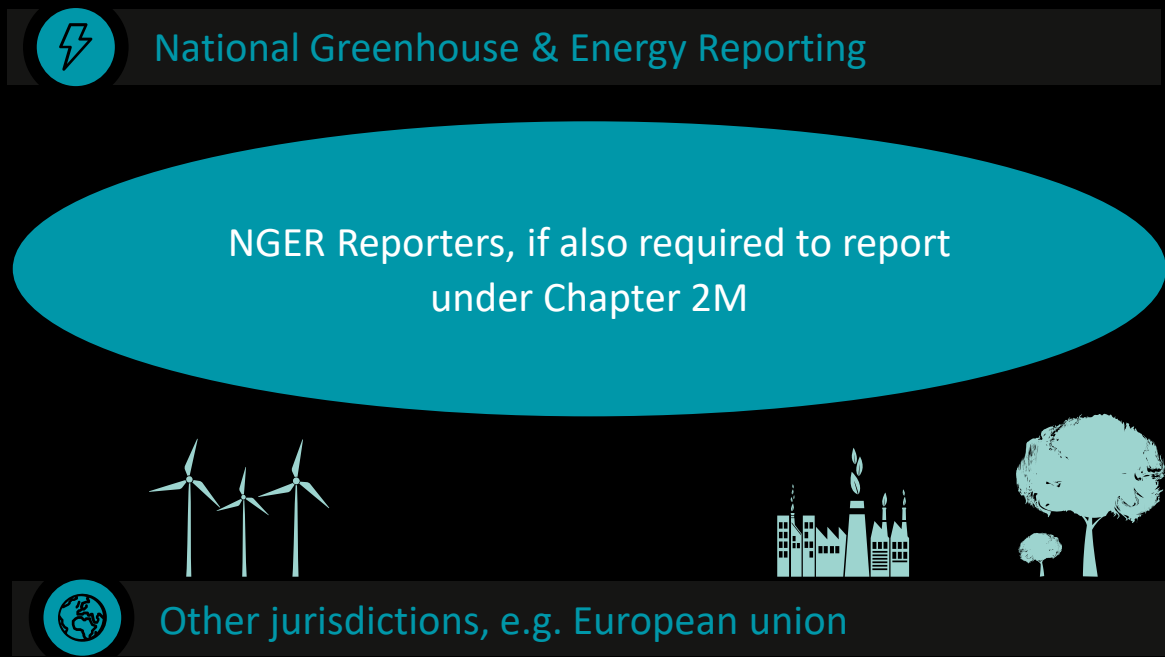 National Greenhouse & Energy Reporting
NGER Reporters, if also required to report
under Chapter 2M
Other jurisdictions, e.g. European union